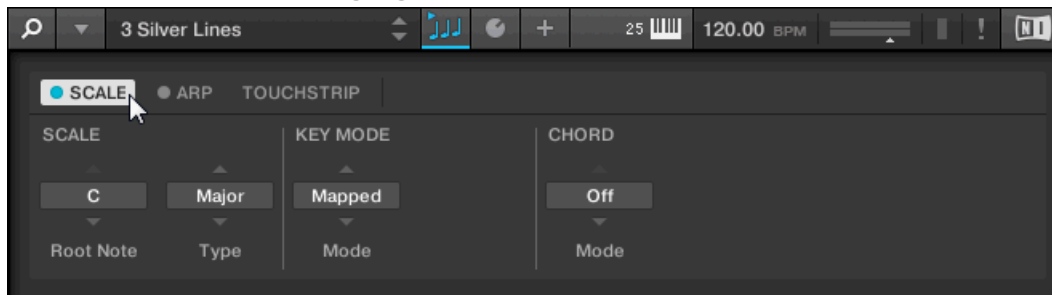 3 Silver Lines 25 120.00 BPM ! NI
SCALE ARP TOUCHSTRIP
SCALE KEY MODE CHORD
C Major Mapped Off
Root Note Type Mode Mode